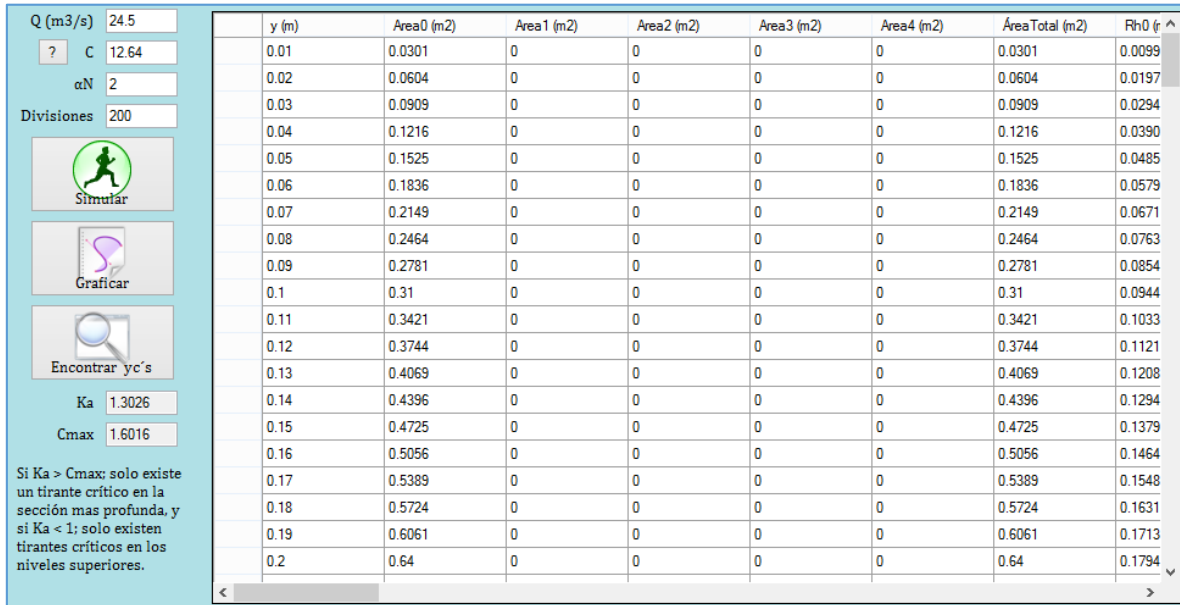 Q (m3/s) 24.5
? C 12.64
αN 2
Divisiones 200
Simular
Graficar
Encontrar yc´s
Ka 1.3026
Cmax 1.6016
Si Ka > Cmax; solo existe
un tirante crítico en la
sección mas profunda, y
si Ka < 1; solo existen
tirantes críticos en los
niveles superiores.
y (m) Area0 (m2) Area1 (m2) Area2 (m2) Area3 (m2) Area4 (m2) ÁreaTotal (m2) Rh0 (r
0.01 0.0301 0 0 0 0 0.0301 0.0099
0.02 0.0604 0 0 0 0 0.0604 0.0197
0.03 0.0909 0 0 0 0 0.0909 0.0294
0.04 0.1216 0 0 0 0 0.1216 0.0390
0.05 0.1525 0 0 0 0 0.1525 0.0485
0.06 0.1836 0 0 0 0 0.1836 0.0579
0.07 0.2149 0 0 0 0 0.2149 0.0671
0.08 0.2464 0 0 0 0 0.2464 0.0763
0.09 0.2781 0 0 0 0 0.2781 0.0854
0.1 0.31 0 0 0 0 0.31 0.0944
0.11 0.3421 0 0 0 0 0.3421 0.1033
0.12 0.3744 0 0 0 0 0.3744 0.1121
0.13 0.4069 0 0 0 0 0.4069 0.1208
0.14 0.4396 0 0 0 0 0.4396 0.1294
0.15 0.4725 0 0 0 0 0.4725 0.1379
0.16 0.5056 0 0 0 0 0.5056 0.1464
0.17 0.5389 0 0 0 0 0.5389 0.1548
0.18 0.5724 0 0 0 0 0.5724 0.1631
0.19 0.6061 0 0 0 0 0.6061 0.1713
0.2 0.64 0 0 0 0 0.64 0.1794